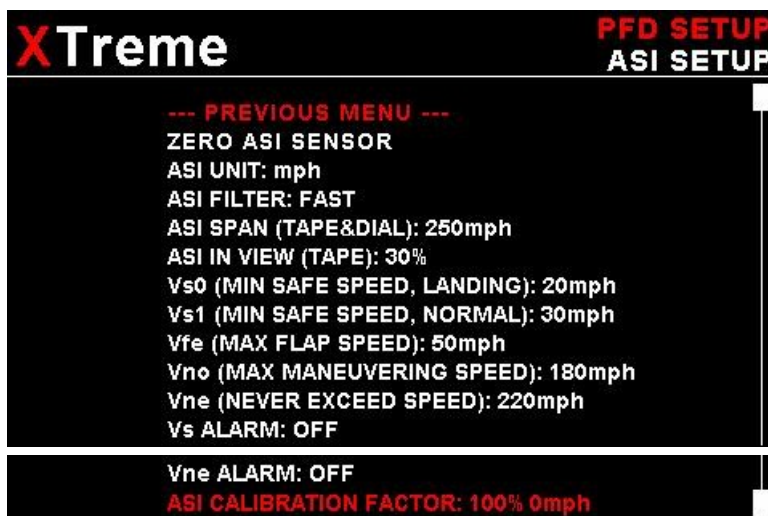 XTreme
PFD SETUP
ASI SETUP
--- PREVIOUS MENU ---
ZERO ASI SENSOR
ASI UNIT: mph
ASI FILTER: FAST
ASI SPAN (TAPE&DIAL): 250mph
ASI IN VIEW (TAPE): 30%
Vs0 (MIN SAFE SPEED, LANDING): 20mph
Vs1 (MIN SAFE SPEED, NORMAL): 30mph
Vfe (MAX FLAP SPEED): 50mph
Vno (MAX MANEUVERING SPEED): 180mph
Vne (NEVER EXCEED SPEED): 220mph
Vs ALARM: OFF
Vne ALARM: OFF
ASI CALIBRATION FACTOR: 100% 0mph